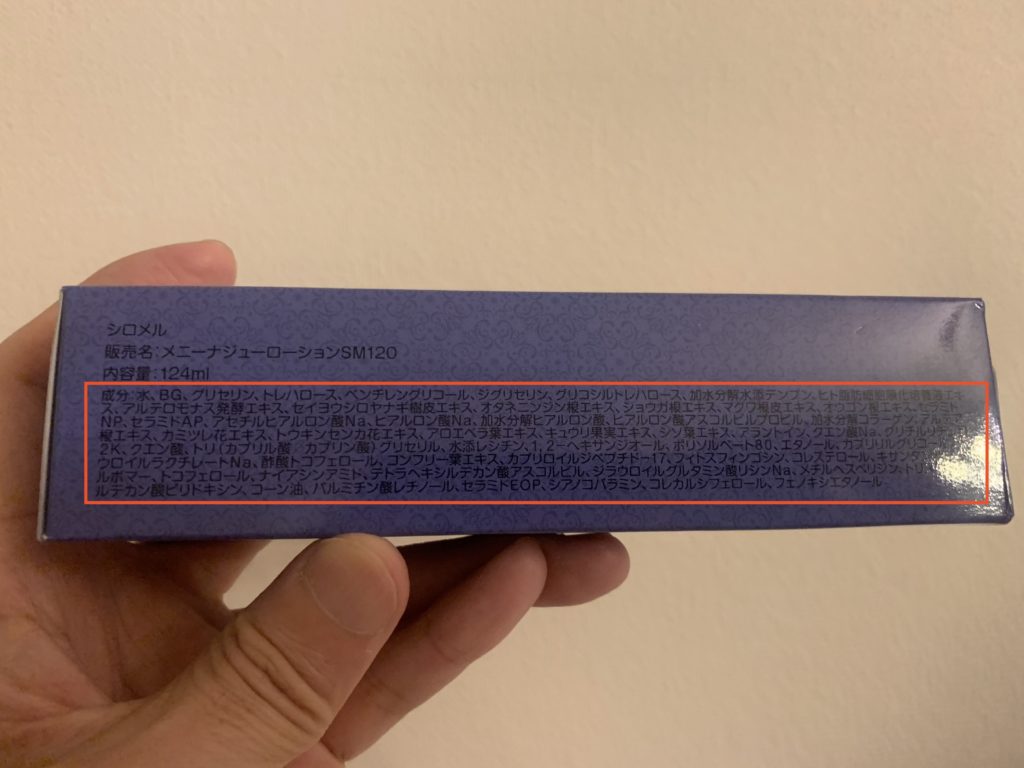 シロメル
販売名：メニーナジューローションSM120
内容量：124ml
成分：水、BG、グリセリン、トレハロース、ペンチレングリコール、ジグリセリン、グリコシルトレハロース、加水分解水添デンプン、ヒト脂肪細胞順化培養液エキ
ス、アルテロモナス発酵エキス、セイヨウシロヤナギ樹皮エキス、オタネニンジン根エキス、ショウガ根エキス、マグワ根皮エキス、オウゴン根エキス、セラミド
NP、セラミドAP、アセチルヒアルロン酸Na、ヒアルロン酸Na、加水分解ヒアルロン酸、ヒアルロン酸アスコルビルプロピル、加水分解コラーゲン、
根エキス、カミツレ花エキス、トウキンセンカ花エキス、アロエベラ葉エキス、キュウリ果実エキス、シソ葉エキス、アラントイン、クエン酸Na、グリチルリチン酸
2K、クエン酸、トリ（カプリル酸／カプリン酸）グリセリル、水添レシチン、1,2-ヘキサンジオール、ポリソルベート80、エタノール、カプリリルグリコール、
ウロイルラクチレートNa、酢酸トコフェロール、コンフリー葉エキス、カプロイルジペプチド-17、フィトスフィンゴシン、コレステロール、キサンタンガム、
ルボマー、トコフェロール、ナイアシンアミド、テトラヘキシルデカン酸アスコルビル、ジラウロイルグルタミン酸リシンNa、メチルヘスペリジン、トリ
ルデカン酸ピリドキシン、コーン油、パルミチン酸レチノール、セラミドEOP、シアノコバラミン、コレカルシフェロール、フェノキシエタノール